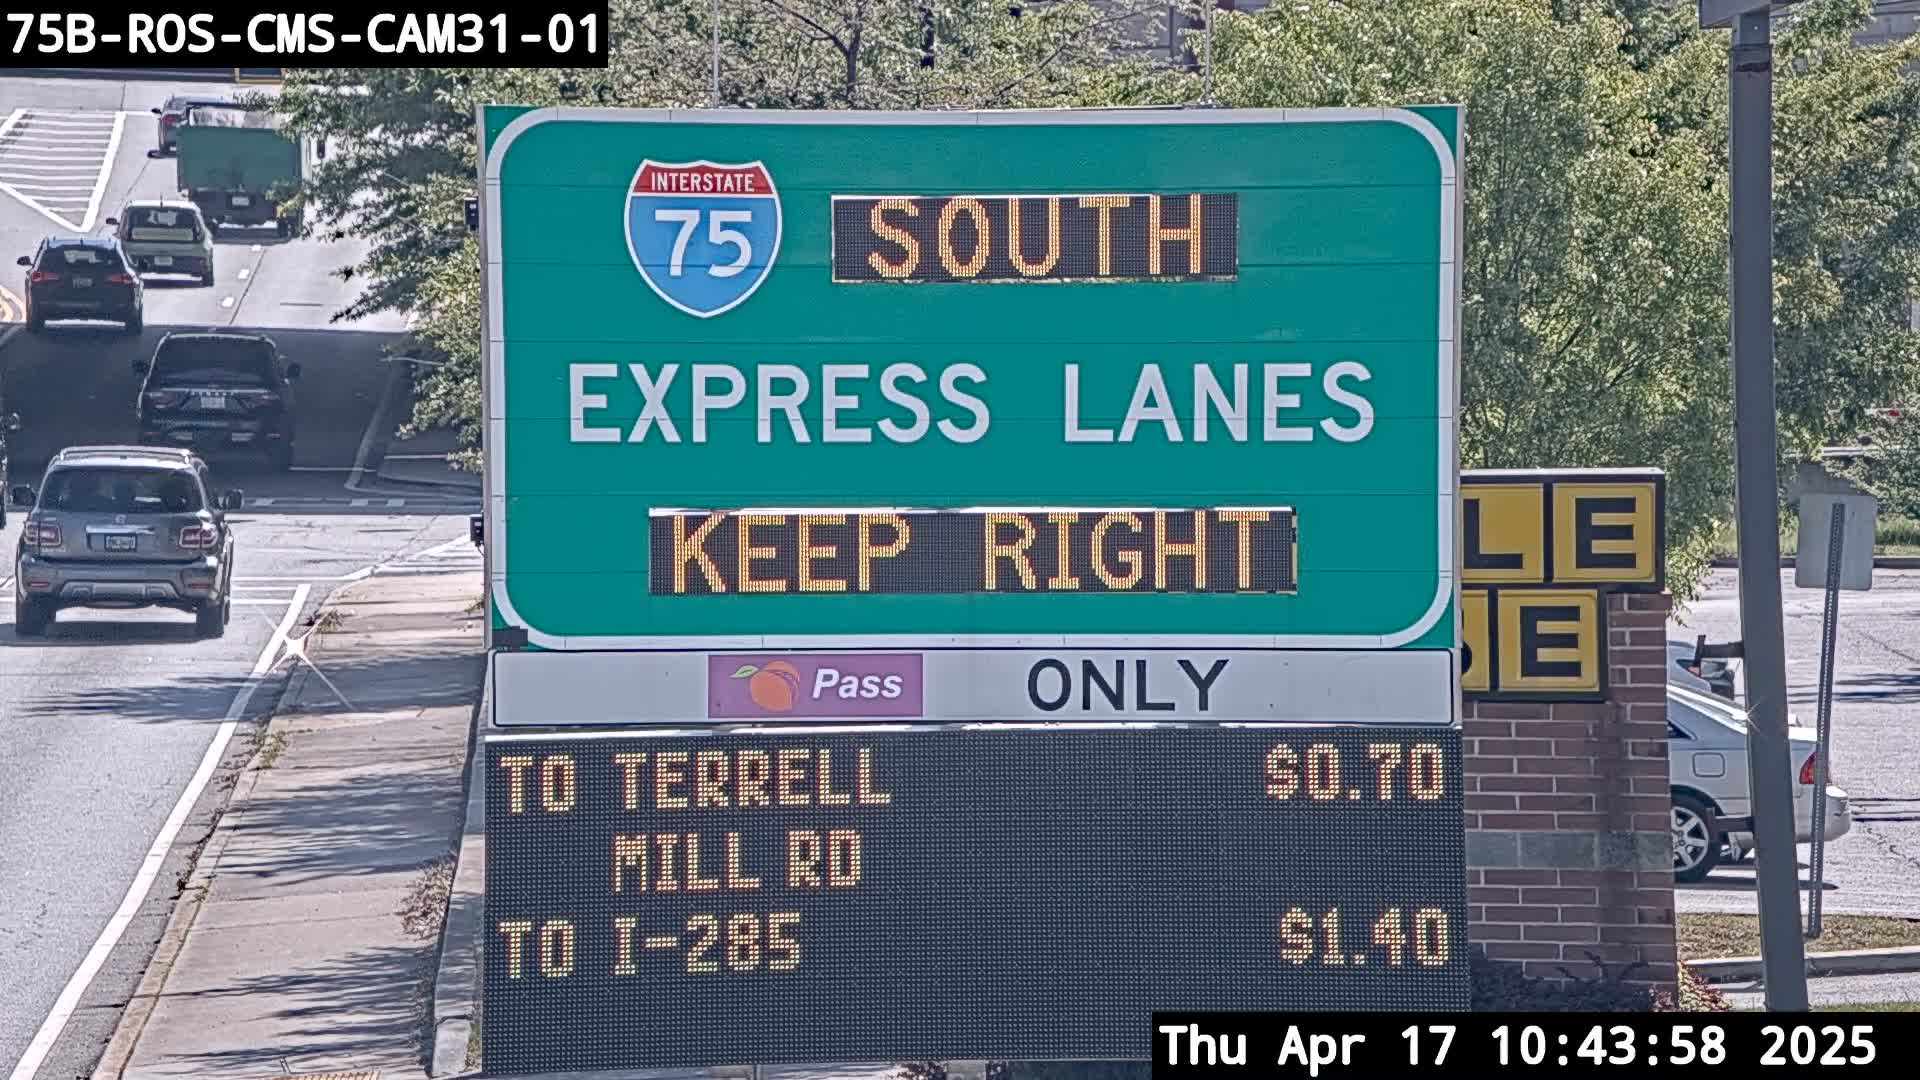 75B-ROS-CMS-CAM31-01
INTERSTATE
75
SOUTH
EXPRESS LANES
KEEP RIGHT
Pass ONLY
TO TERRELL $0.70
MILL RD
TO I-285 $1.40
LE
E
Thu Apr 17 10:43:58 2025